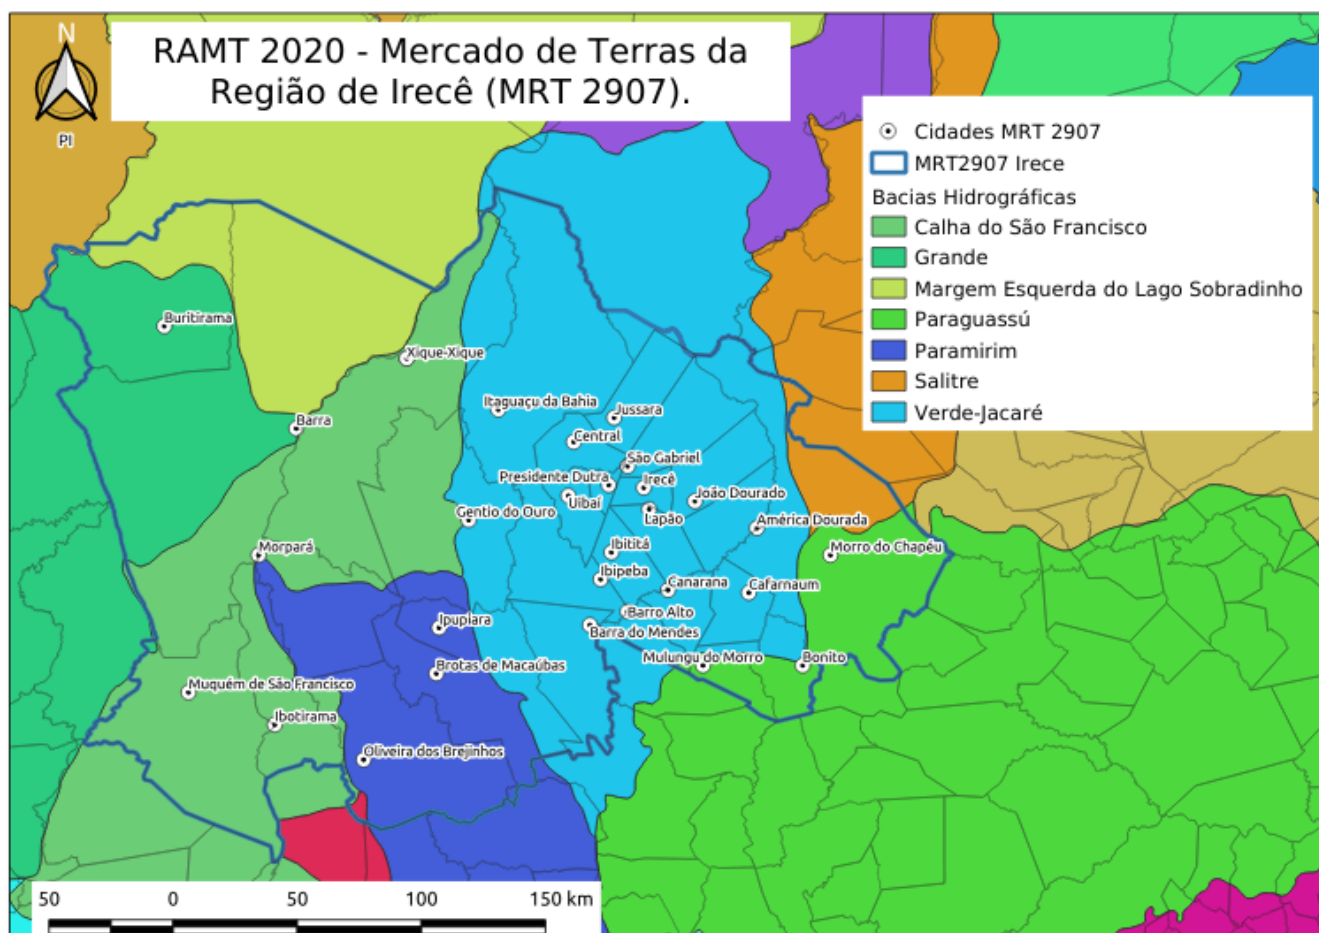 RAMT 2020 - Mercado de Terras da
Região de Irecê (MRT 2907).
N
PI
Cidades MRT 2907
MRT2907 Irece
Bacias Hidrográficas
Calha do São Francisco
Grande
Margem Esquerda do Lago Sobradinho
Paraguassú
Paramirim
Salitre
Verde-Jacaré
Buritirama
Xique-Xique
Itaguaçu da Bahia
Jussara
Barra
Central
São Gabriel
Presidente Dutra
Irecê
Uibaí
João Dourado
Gentio do Ouro
Lapão
América Dourada
Morpará
Ibititá
Morro do Chapéu
Ibipeba
Canarana
Cafarnaum
Barro Alto
Ipupiara
Barra do Mendes
Mulungu do Morro
Bonito
Brotas de Macaúbas
Muquém de São Francisco
Ibotirama
Oliveira dos Brejinhos
50 0 50 100 150 km